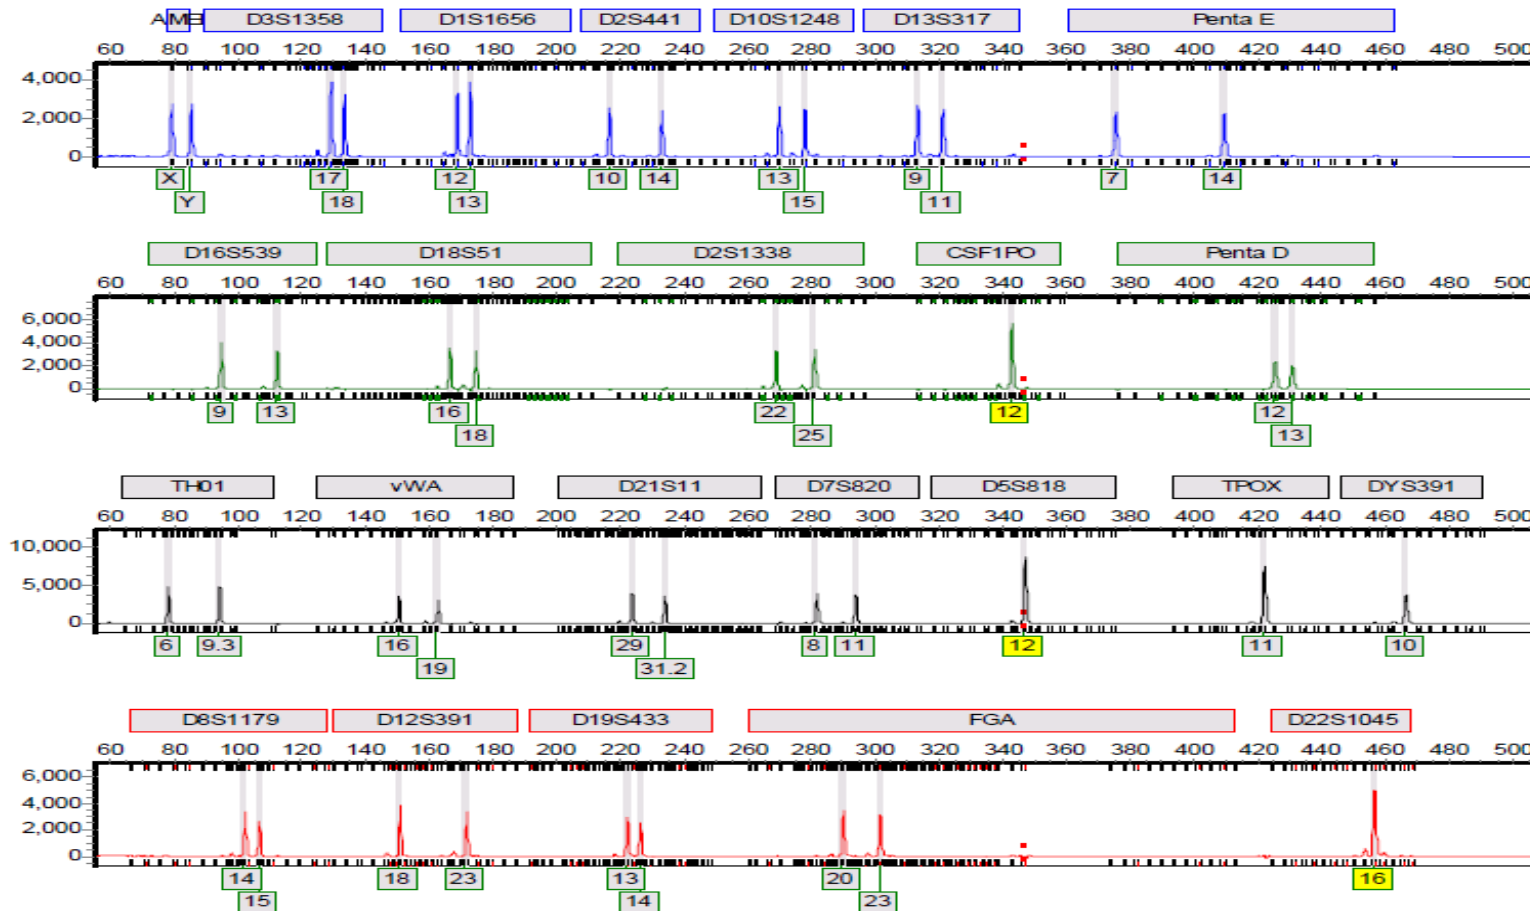 AMEL D3S1358 D1S1656 D2S441 D10S1248 D13S317 Penta E
60 80 100 120 140 160 180 200 220 240 260 280 300 320 340 360 380 400 420 440 460 480 500
4,000
2,000
0
X 17 12 10 14 13 9 7 14
Y 18 13 15 11
D16S539 D18S51 D2S1338 CSF1PO Penta D
60 80 100 120 140 160 180 200 220 240 260 280 300 320 340 360 380 400 420 440 460 480 500
6,000
4,000
2,000
0
9 13 16 22 12 12
18 25 13
TH01 vWA D21S11 D7S820 D5S818 TPOX DYS391
60 80 100 120 140 160 180 200 220 240 260 280 300 320 340 360 380 400 420 440 460 480 500
10,000
5,000
0
6 9.3 16 29 8 11 12 11 10
19 31.2
D8S1179 D12S391 D19S433 FGA D22S1045
60 80 100 120 140 160 180 200 220 240 260 280 300 320 340 360 380 400 420 440 460 480 500
6,000
4,000
2,000
0
14 18 23 13 20 16
15 14 23